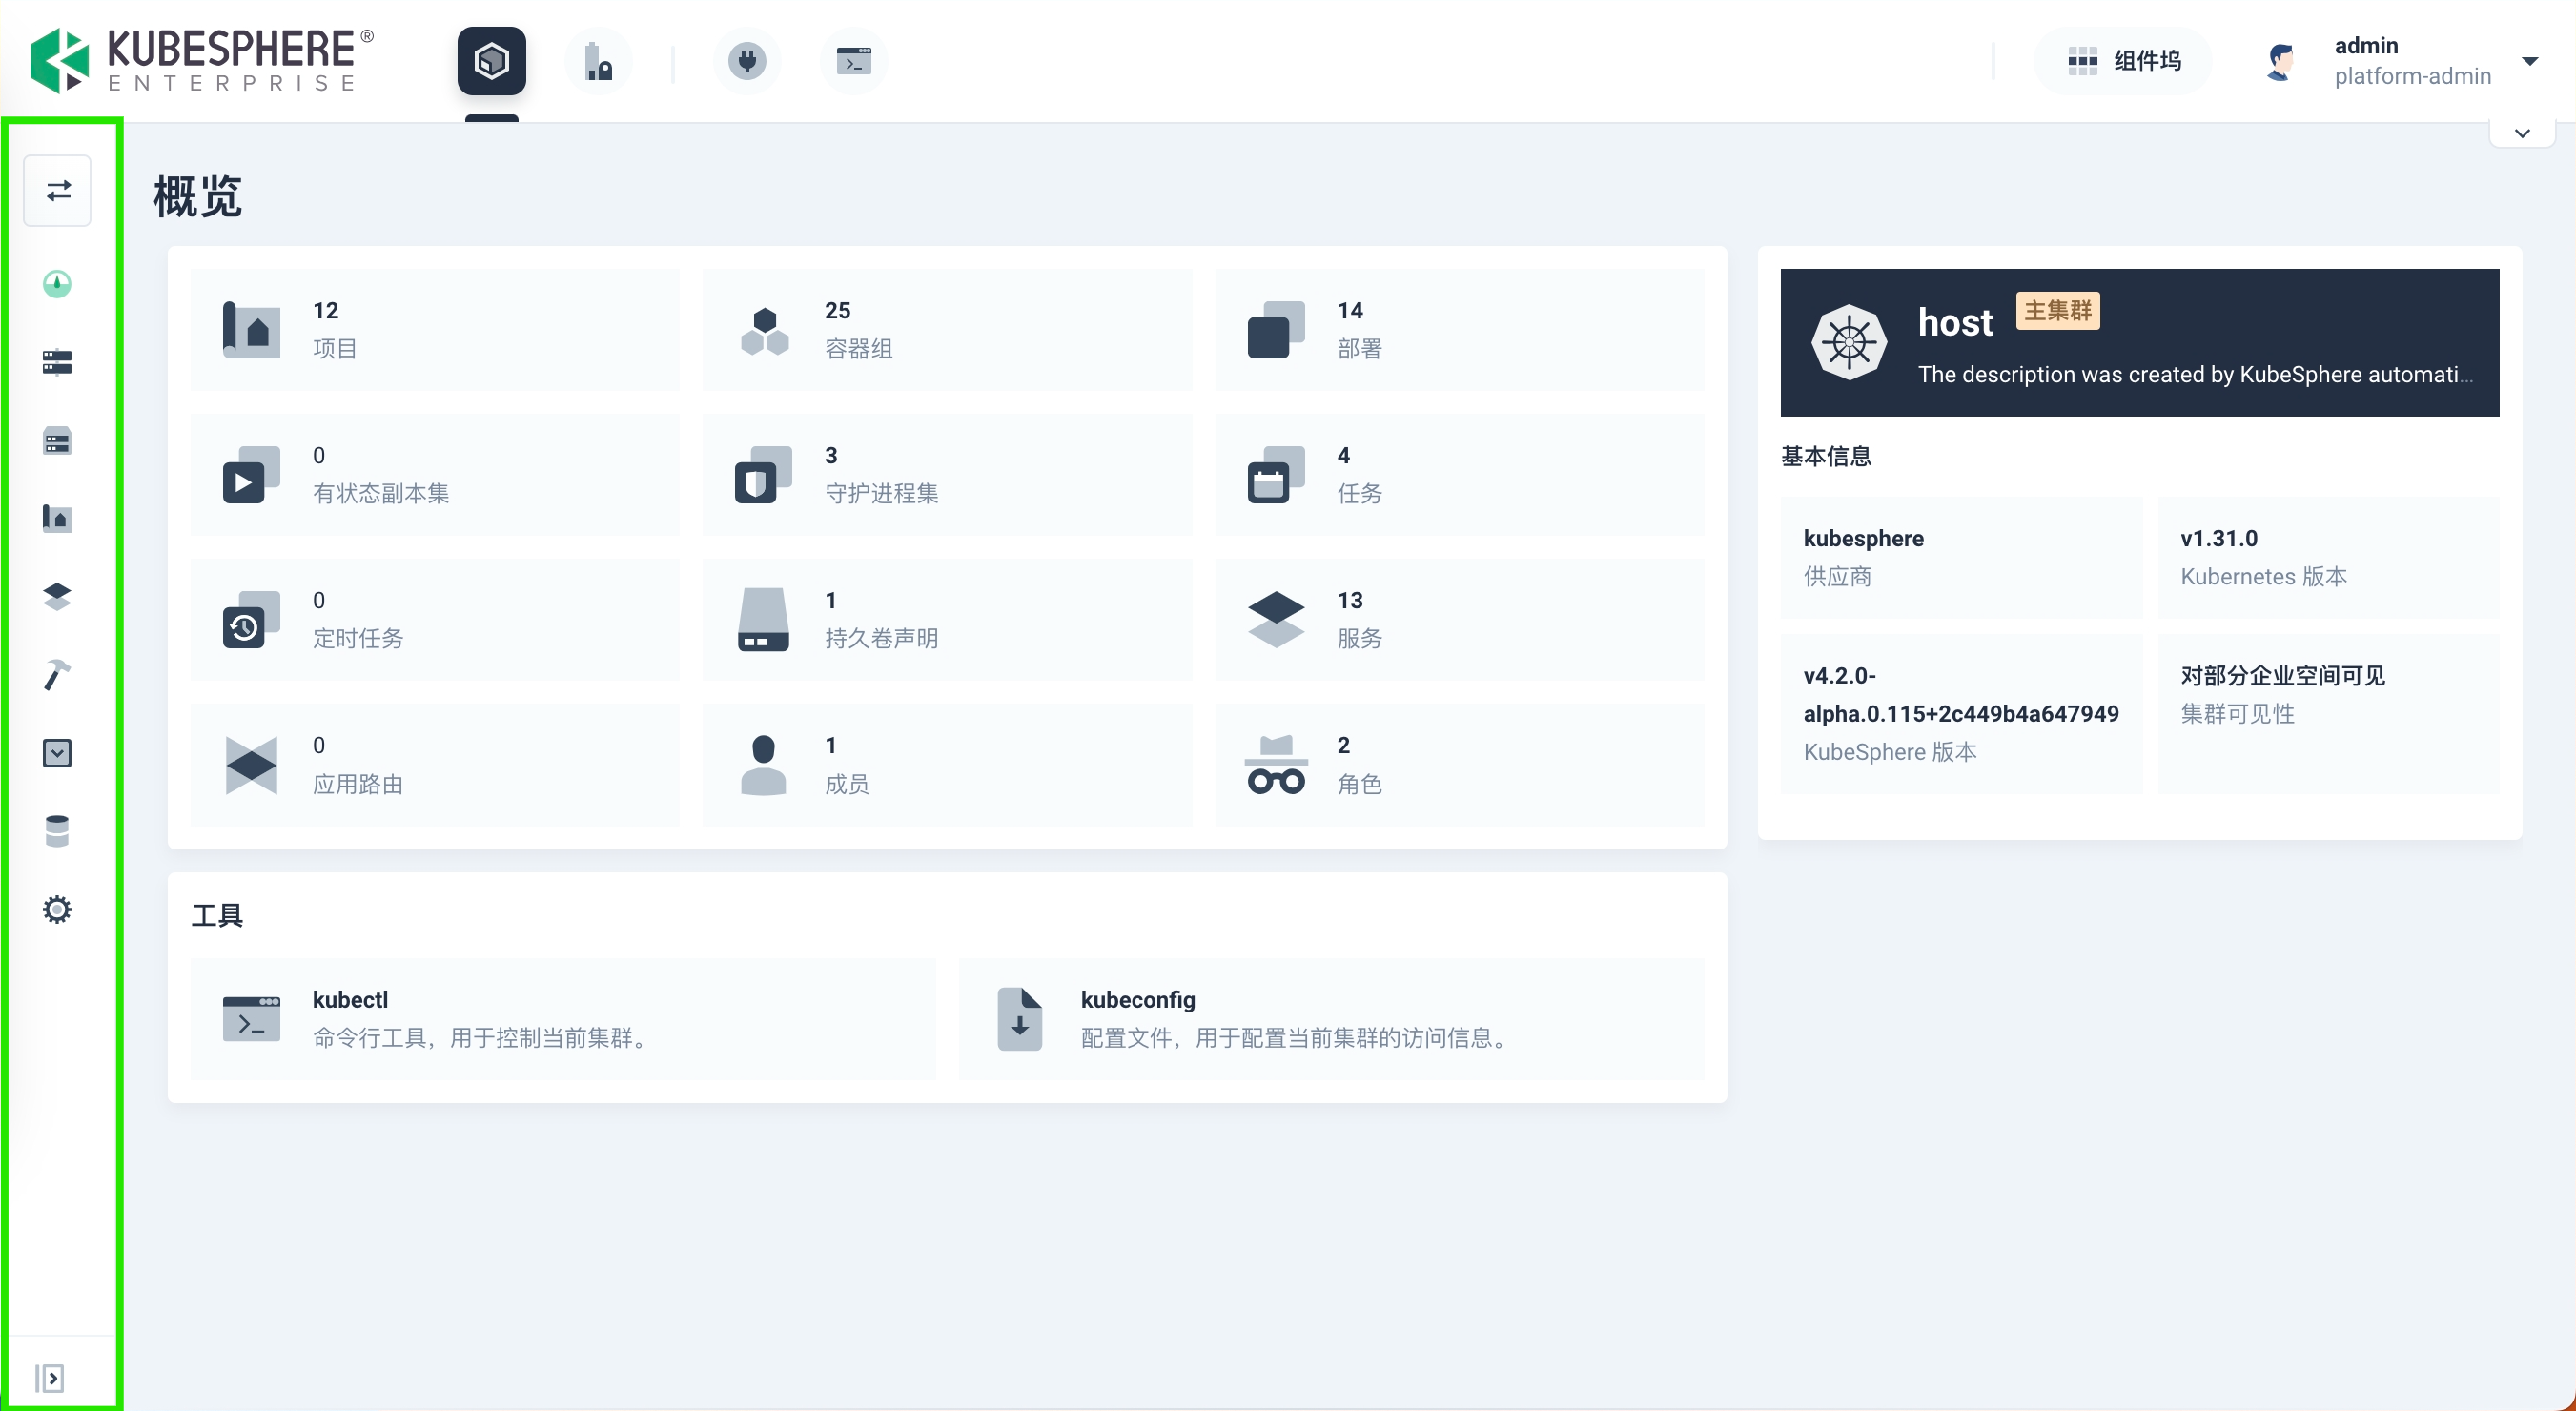 KUBESPHERE®
ENTERPRISE
组件坞
admin
platform-admin
概览
12
项目
25
容器组
14
部署
0
有状态副本集
3
守护进程集
4
任务
0
定时任务
1
持久卷声明
13
服务
0
应用路由
1
成员
2
角色
工具
kubectl
命令行工具，用于控制当前集群。
kubeconfig
配置文件，用于配置当前集群的访问信息。
host 主集群
The description was created by KubeSphere automati...
基本信息
kubesphere
供应商
v1.31.0
Kubernetes 版本
v4.2.0-
alpha.0.115+2c449b4a647949
KubeSphere 版本
对部分企业空间可见
集群可见性